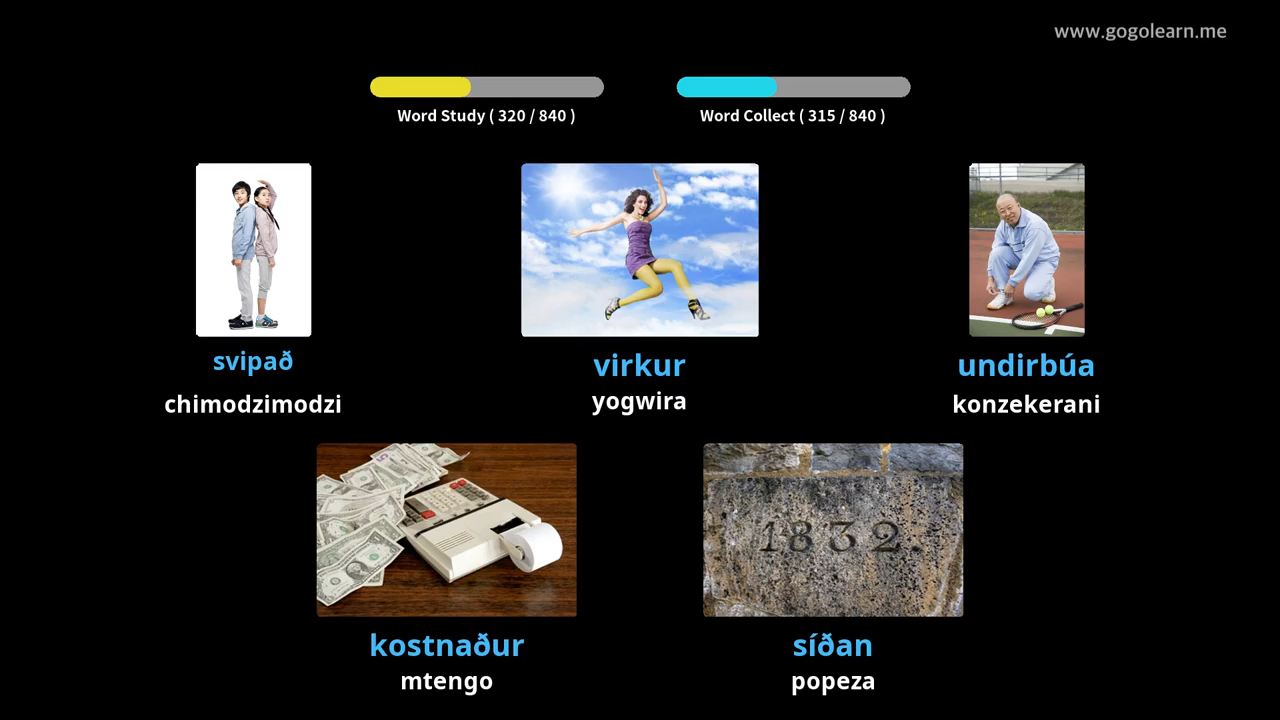 www.gogolearn.me
Word Study ( 320 / 840 )
Word Collect ( 315 / 840 )
svipað
chimodzimodzi
virkur
yogwira
undirbúa
konzekerani
1832.
kostnaður
mtengo
síðan
popeza